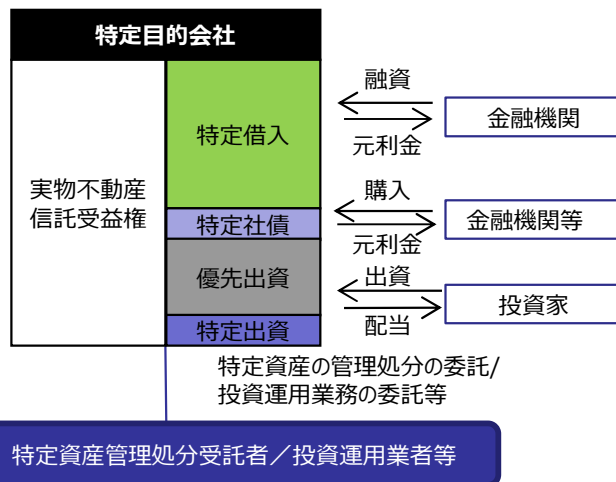 特定目的会社
実物不動産
信託受益権
特定借入
特定社債
優先出資
特定出資
融資
元利金
金融機関
購入
元利金
金融機関等
出資
配当
投資家
特定資産の管理処分の委託/
投資運用業務の委託等
特定資産管理処分受託者／投資運用業者等